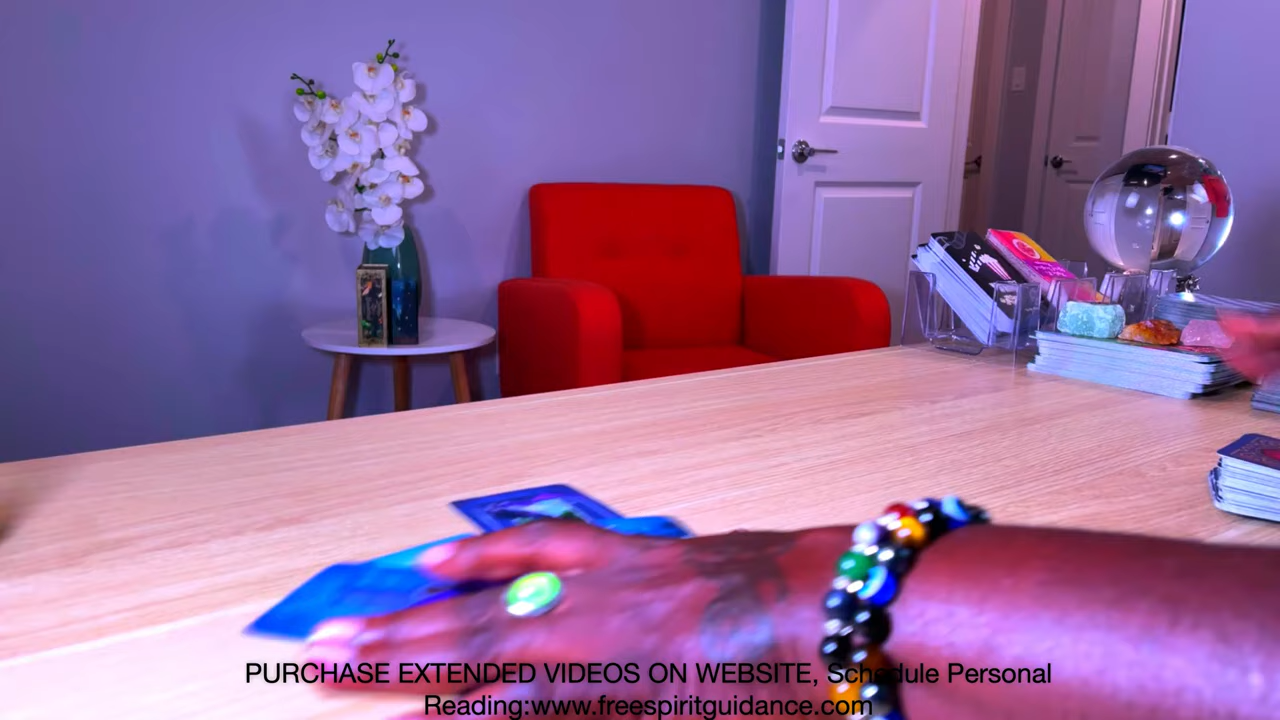 PURCHASE EXTENDED VIDEOS ON WEBSITE, Schedule Personal
Reading:www.freespiritguidance.com